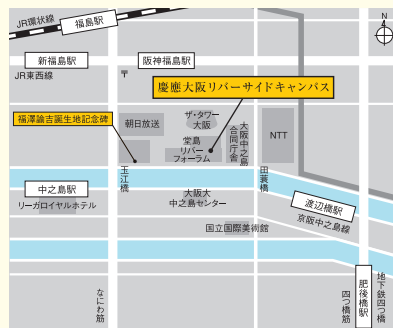 JR環状線
福島駅
N
4
新福島駅
JR東西線
〒
阪神福島駅
慶應大阪リバーサイドキャンパス
福澤諭吉誕生地記念碑
朝日放送
ザ・タワー
大阪
堂島
リバー
フォーラム
大阪中之島
合同庁舎
NTT
玉江橋
田蓑橋
中之島駅
リーガロイヤルホテル
大阪大
中之島センター
渡辺橋駅
京阪中之島線
国立国際美術館
なにわ筋
四つ橋筋
肥後橋駅
地下鉄四つ橋